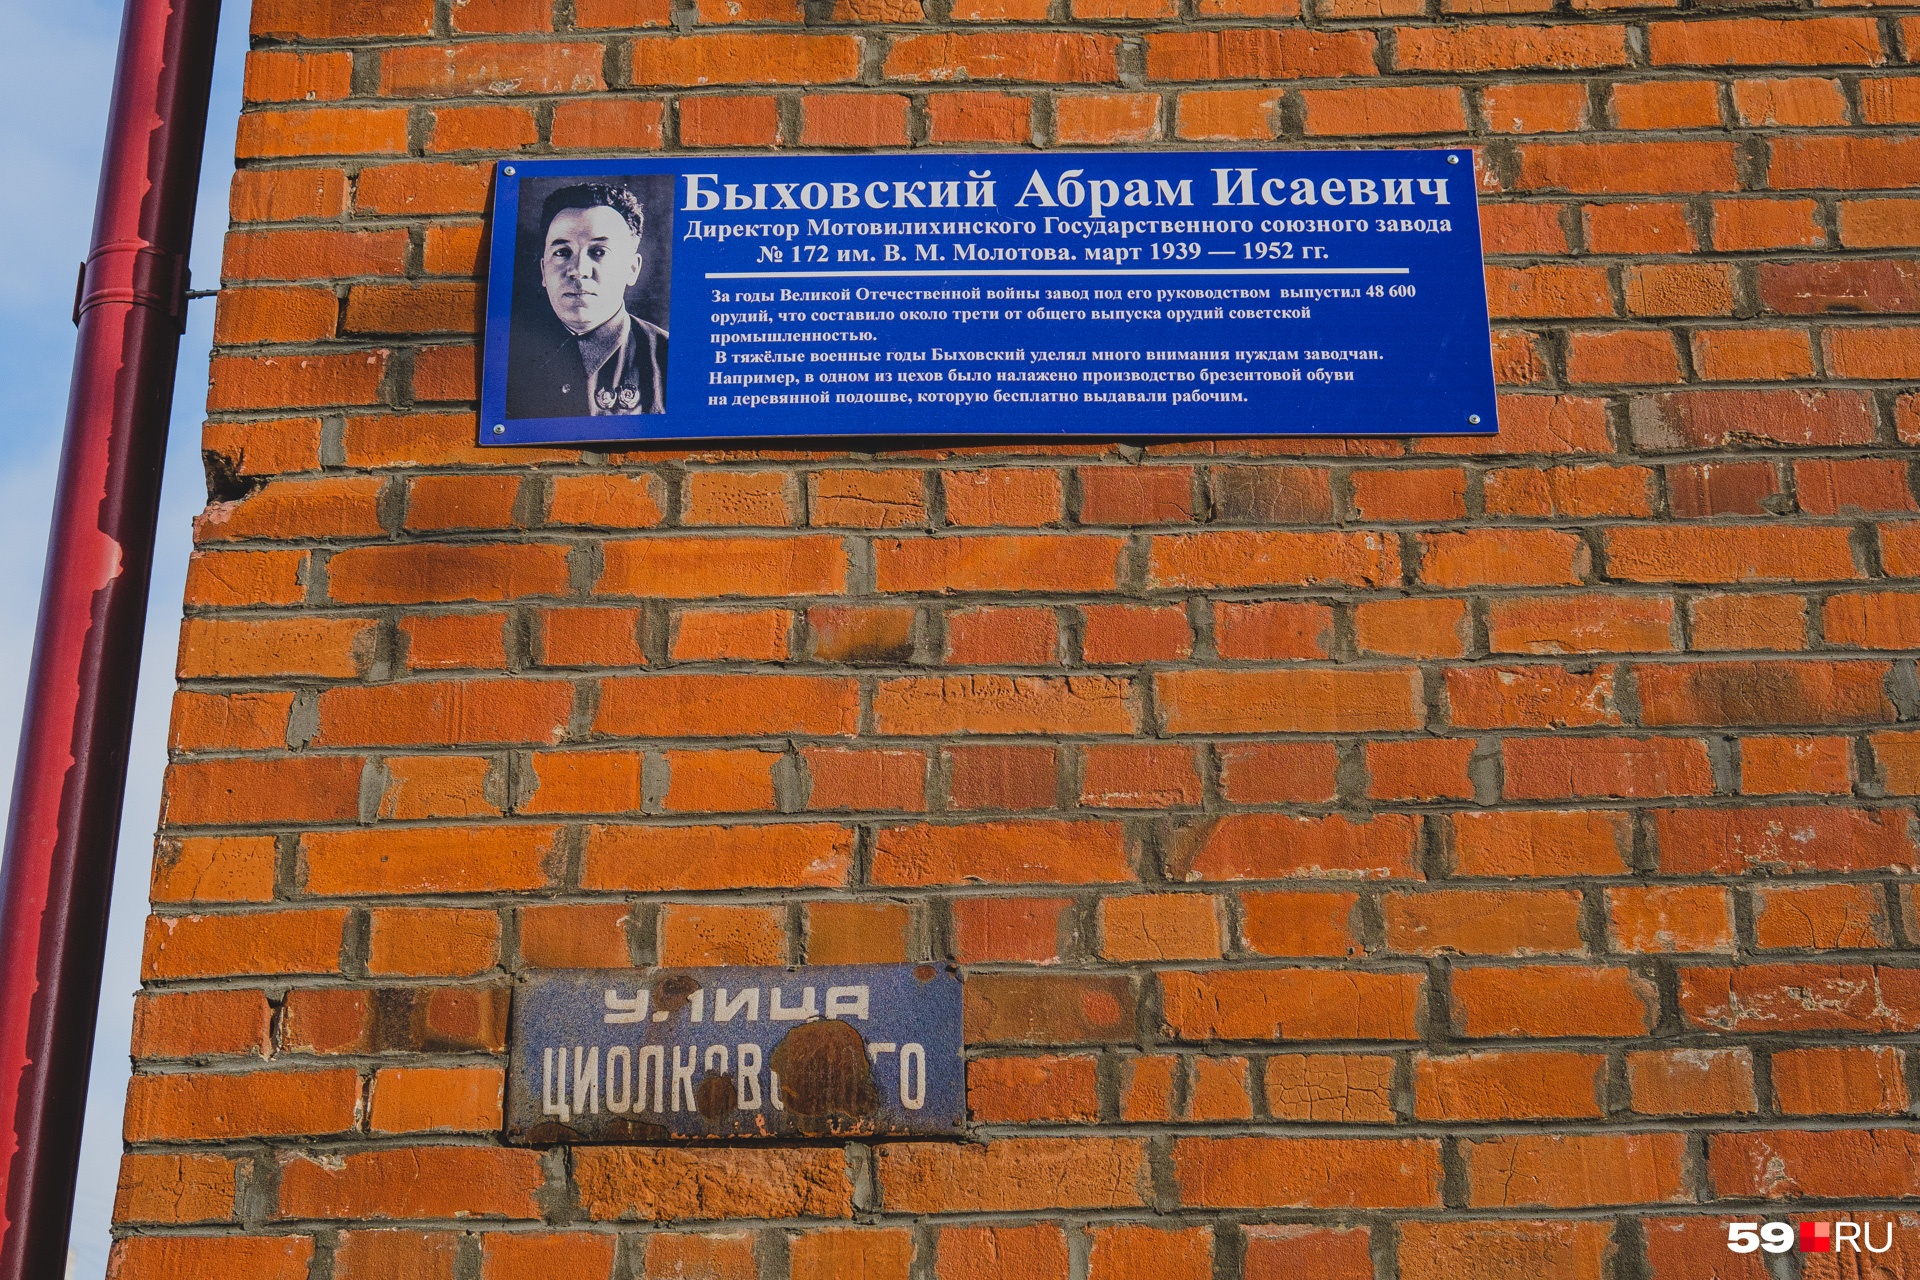 Быховский Абрам Исаевич
Директор Мотовилихинского Государственного союзного завода
№ 172 им. В. М. Молотова. март 1939 — 1952 гг.
За годы Великой Отечественной войны завод под его руководством выпустил 48 600
орудий, что составило около трети от общего выпуска орудий советской
промышленностью.
В тяжёлые военные годы Быховский уделял много внимания нуждам заводчан.
Например, в одном из цехов было налажено производство брезентовой обуви
на деревянной подошве, которую бесплатно выдавали рабочим.
УЛИЦА
ЦИОЛКОВСКОГО
59.RU